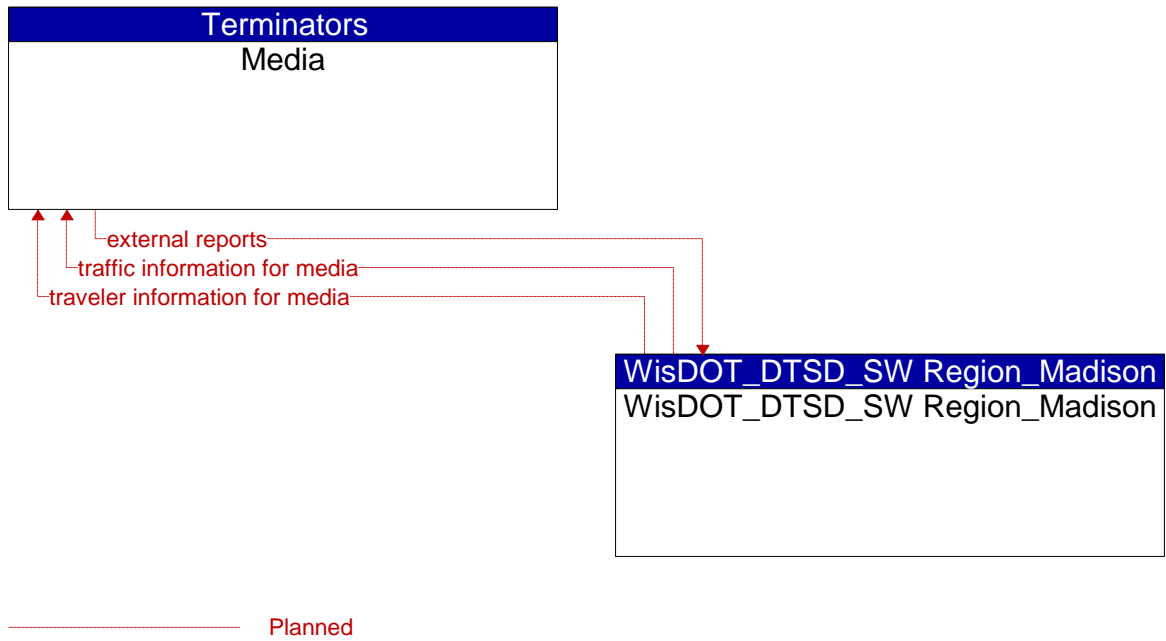 Terminators
Media
external reports
traffic information for media
traveler information for media
WisDOT_DTSD_SW Region_Madison
WisDOT_DTSD_SW Region_Madison
Planned